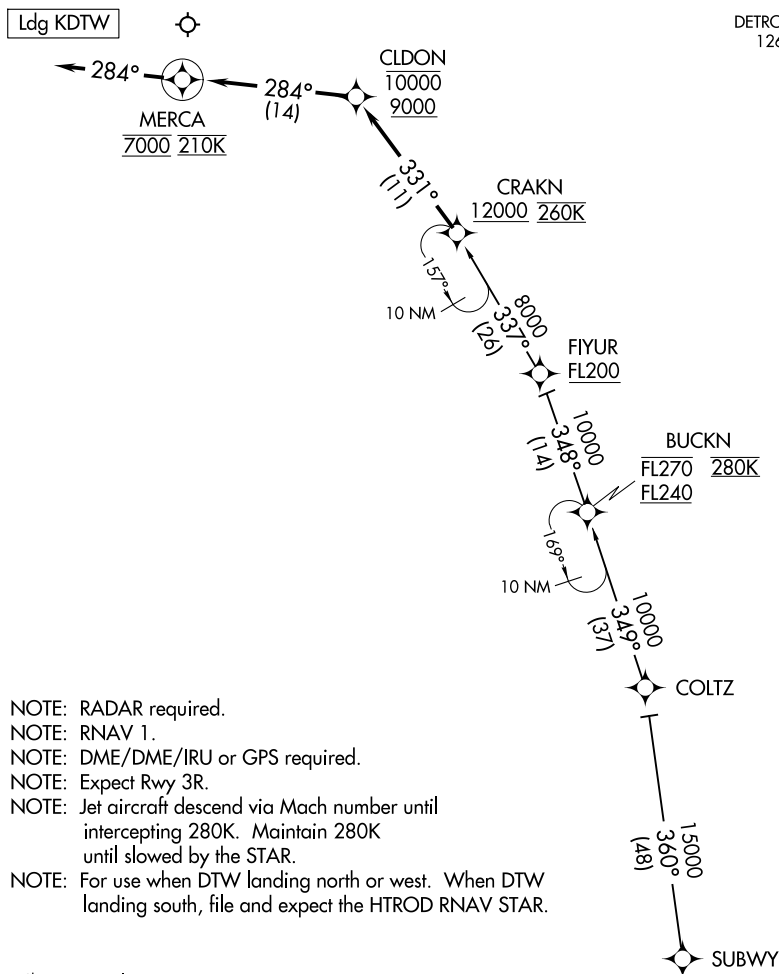 Ldg KDTW
DETRO
126
284°
284°
(14)
CLDON
10000
9000
MERCA
7000 210K
331°
(11)
CRAKN
12000 260K
157°
10 NM
8000
337°
(26)
FIYUR
FL200
10000
348°
(14)
BUCKN
FL270 280K
FL240
169°
10 NM
10000
349°
(37)
COLTZ
15000
360°
(48)
SUBWY
NOTE: RADAR required.
NOTE: RNAV 1.
NOTE: DME/DME/IRU or GPS required.
NOTE: Expect Rwy 3R.
NOTE: Jet aircraft descend via Mach number until
intercepting 280K. Maintain 280K
until slowed by the STAR.
NOTE: For use when DTW landing north or west. When DTW
landing south, file and expect the HTROD RNAV STAR.